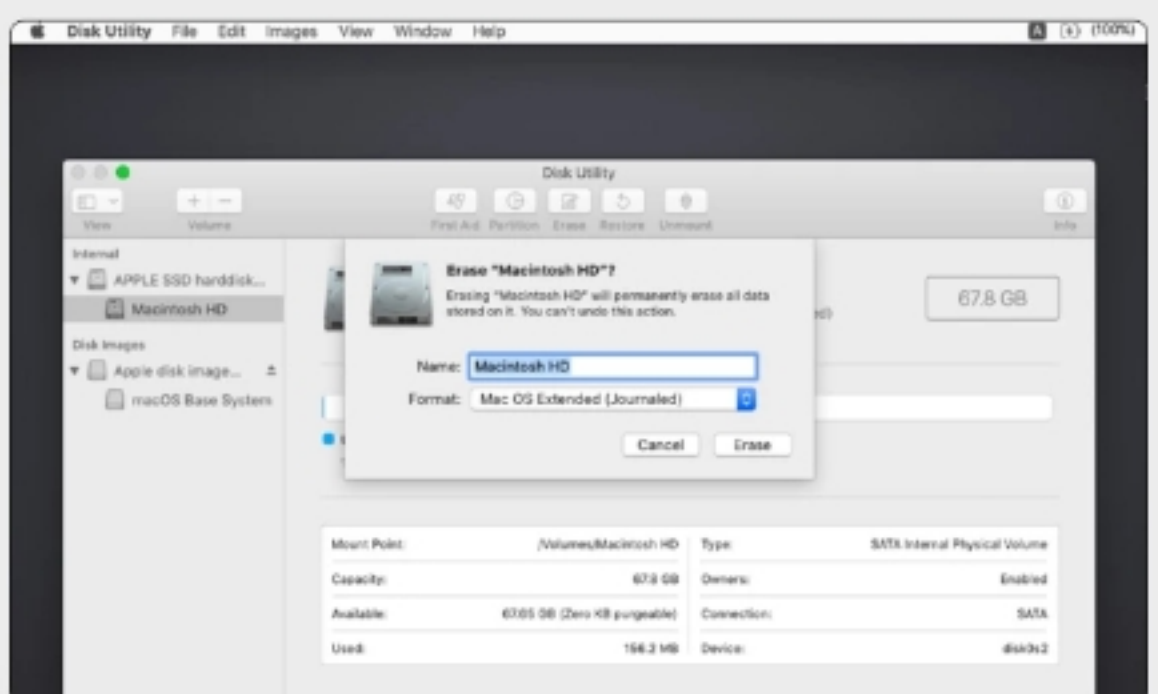 Disk Utility File Edit Images View Window Help A (100%)
Disk Utility
View Volume First Aid Partition Erase Restore Unmount Info
Internal
APPLE SSD harddisk...
Macintosh HD
Disk Images
Apple disk image...
macOS Base System
Erase "Macintosh HD"?
Erasing "Macintosh HD" will permanently erase all data
stored on it. You can't undo this action.
Name: Macintosh HD
Format: Mac OS Extended (Journaled)
Cancel Erase
67.8 GB
Mount Point: /Volumes/Macintosh HD
Capacity: 67.8 GB
Available: 67.65 GB (Zero KB purgeable)
Used: 156.2 MB
Type: SATA Internal Physical Volume
Owners: Enabled
Connection: SATA
Device: disk0s2